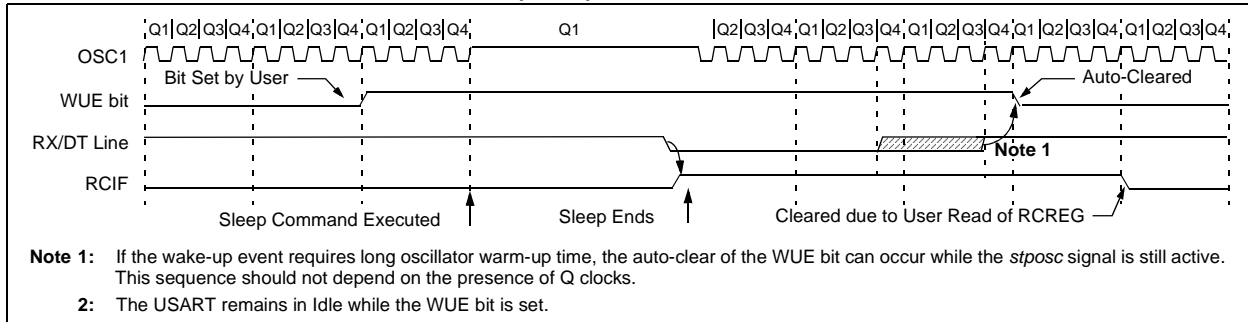 Q1 Q2 Q3 Q4 Q1 Q2 Q3 Q4 Q1 Q2 Q3 Q4 Q1 Q2 Q3 Q4 Q1 Q2 Q3 Q4 Q1 Q2 Q3 Q4 Q1 Q2 Q3 Q4
OSC1
Bit Set by User
Auto-Cleared
WUE bit
RX/DT Line
Note 1
RCIF
Sleep Command Executed
Sleep Ends
Cleared due to User Read of RCREG
Note 1: If the wake-up event requires long oscillator warm-up time, the auto-clear of the WUE bit can occur while the stposc signal is still active.
This sequence should not depend on the presence of Q clocks.
2: The USART remains in Idle while the WUE bit is set.